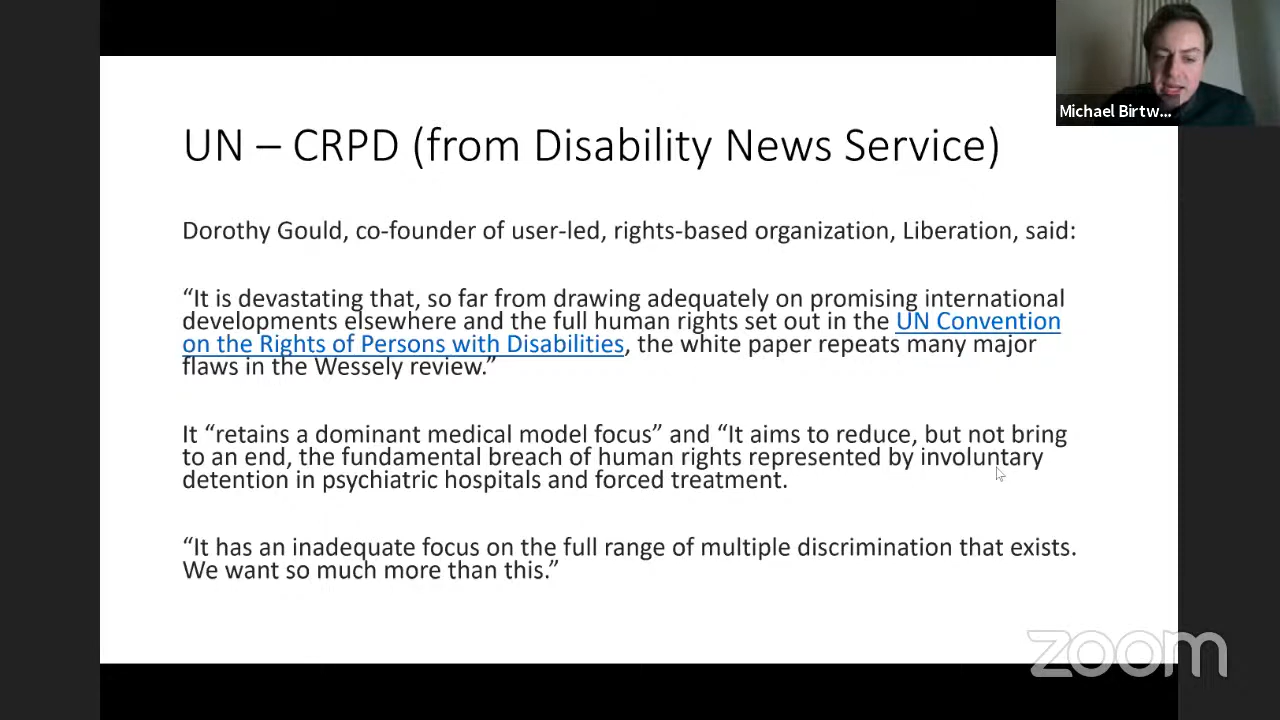 Michael Birtw...
UN – CRPD (from Disability News Service)
Dorothy Gould, co-founder of user-led, rights-based organization, Liberation, said:
“It is devastating that, so far from drawing adequately on promising international
developments elsewhere and the full human rights set out in the UN Convention
on the Rights of Persons with Disabilities, the white paper repeats many major
flaws in the Wessely review.”
It “retains a dominant medical model focus” and “It aims to reduce, but not bring
to an end, the fundamental breach of human rights represented by involuntary
detention in psychiatric hospitals and forced treatment.
“It has an inadequate focus on the full range of multiple discrimination that exists.
We want so much more than this.”
zoom